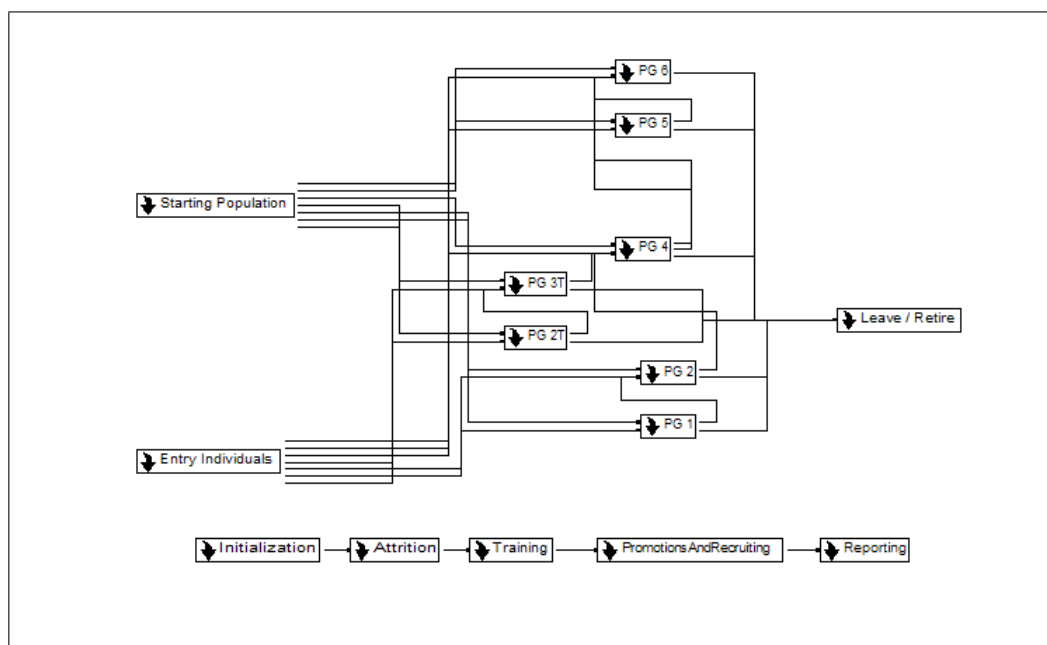 PG 6
PG 5
Starting Population
PG 4
PG 3T
Leave / Retire
PG 2T
PG 2
PG 1
Entry Individuals
Initialization
Attrition
Training
PromotionsAndRecruiting
Reporting